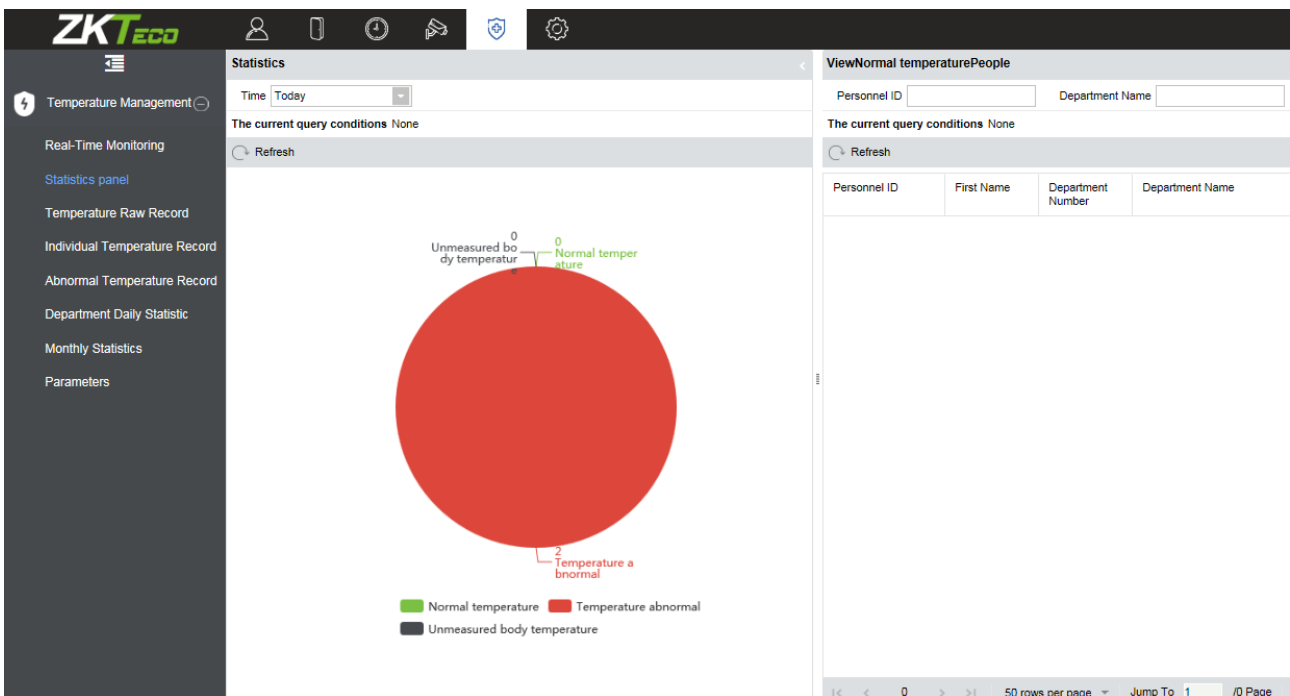 ZKTeco
Temperature Management
Real-Time Monitoring
Statistics panel
Temperature Raw Record
Individual Temperature Record
Abnormal Temperature Record
Department Daily Statistic
Monthly Statistics
Parameters
Statistics
Time Today
The current query conditions None
Refresh
0
Unmeasured bo
dy temperatur
e
0
Normal temper
ature
2
Temperature a
bnormal
Normal temperature Temperature abnormal
Unmeasured body temperature
ViewNormal temperaturePeople
Personnel ID Department Name
The current query conditions None
Refresh
Personnel ID First Name Department Number Department Name
0 50 rows per page Jump To 1 /0 Page